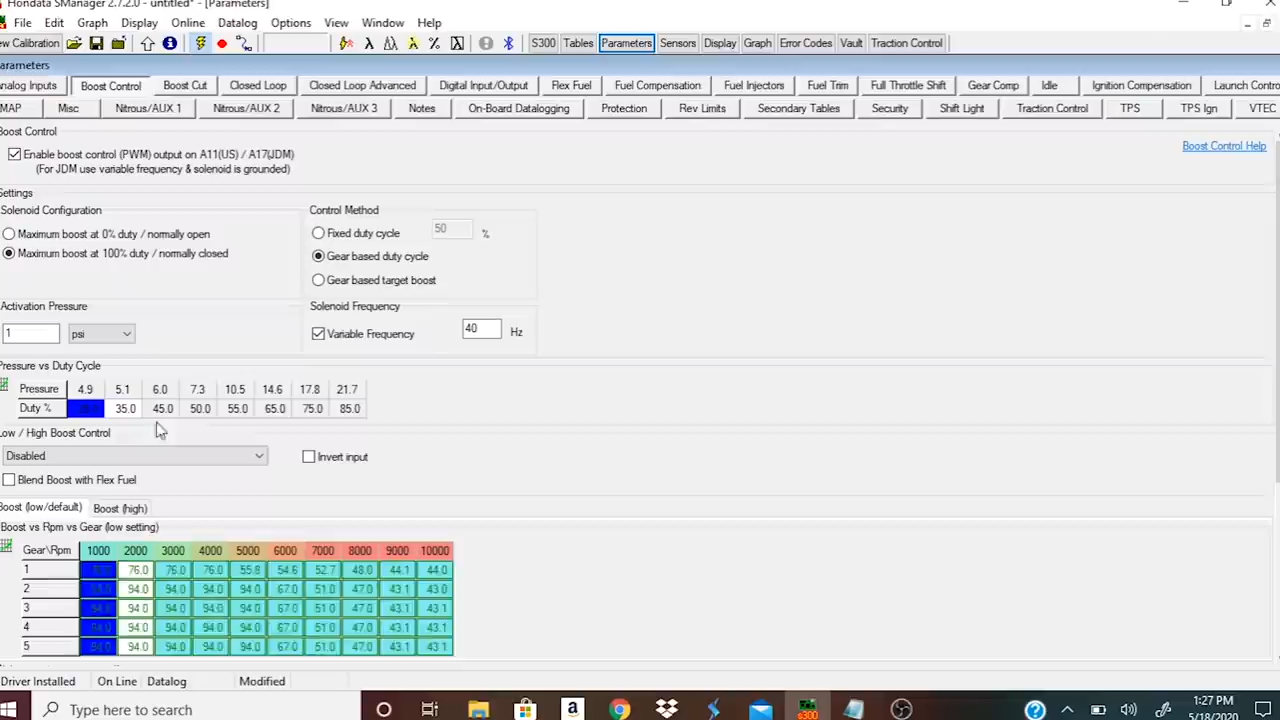 Hondata SManager 2.7.2.0 - untitled* - [Parameters]
File Edit Graph Display Online Datalog Options View Window Help
ew Calibration S300 Tables Parameters Sensors Display Graph Error Codes Vault Traction Control
arameters
nalog Inputs Boost Control Boost Cut Closed Loop Closed Loop Advanced Digital Input/Output Flex Fuel Fuel Compensation Fuel Injectors Fuel Trim Full Throttle Shift Gear Comp Idle Ignition Compensation Launch Contro
MAP Misc Nitrous/AUX 1 Nitrous/AUX 2 Nitrous/AUX 3 Notes On-Board Datalogging Protection Rev Limits Secondary Tables Security Shift Light Traction Control TPS TPS Ign VTEC
Boost Control
Boost Control Help
Enable boost control (PWM) output on A11(US) / A17(JDM)
(For JDM use variable frequency & solenoid is grounded)
Settings
Solenoid Configuration
Maximum boost at 0% duty / normally open
Maximum boost at 100% duty / normally closed
Control Method
Fixed duty cycle 50 %
Gear based duty cycle
Gear based target boost
Activation Pressure
1 psi
Solenoid Frequency
Variable Frequency 40 Hz
Pressure vs Duty Cycle
Pressure 4.9 5.1 6.0 7.3 10.5 14.6 17.8 21.7
Duty % 35.0 45.0 50.0 55.0 65.0 75.0 85.0
Low / High Boost Control
Disabled Invert input
Blend Boost with Flex Fuel
Boost (low/default) Boost (high)
Boost vs Rpm vs Gear (low setting)
Gear\Rpm 1000 2000 3000 4000 5000 6000 7000 8000 9000 10000
1 76.0 76.0 76.0 55.8 54.6 52.7 48.0 44.1 44.0
2 94.0 94.0 94.0 94.0 67.0 51.0 47.0 43.1 43.0
3 94.0 94.0 94.0 94.0 94.0 67.0 51.0 47.0 43.1 43.1
4 94.0 94.0 94.0 94.0 94.0 67.0 51.0 47.0 43.1 43.1
5 94.0 94.0 94.0 94.0 94.0 67.0 51.0 47.0 43.1 43.1
Driver Installed On Line Datalog Modified
Type here to search
s300
1:27 PM
5/18/2020